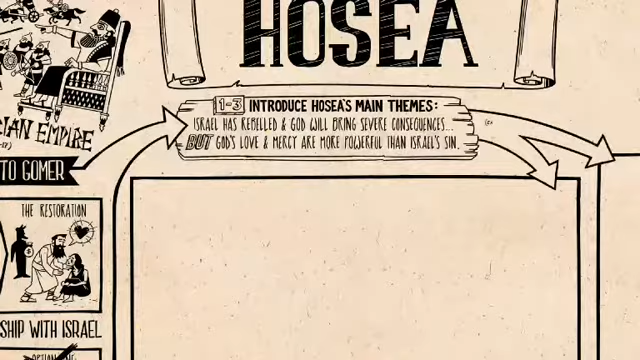 HOSEA
1-3 INTRODUCE HOSEA'S MAIN THEMES:
ISRAEL HAS REBELLED & GOD WILL BRING SEVERE CONSEQUENCES...
BUT GOD'S LOVE & MERCY ARE MORE POWERFUL THAN ISRAEL'S SIN.
IAN EMPIRE
TO GOMER
THE RESTORATION
SHIP WITH ISRAEL